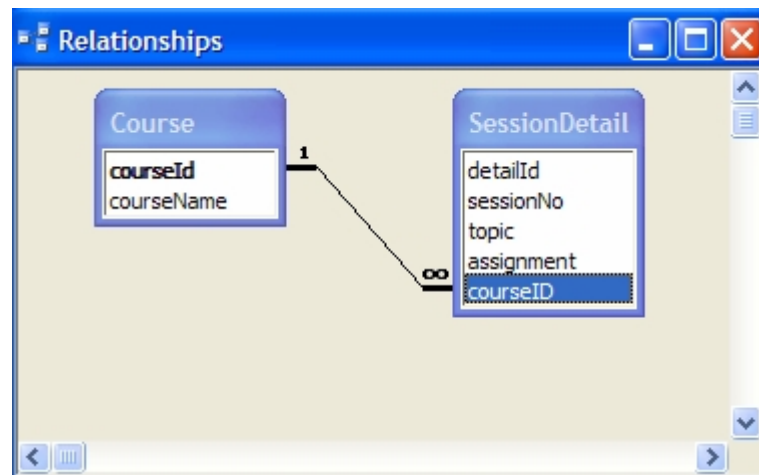 Relationships
Course
courseId
courseName
1
∞
SessionDetail
detailId
sessionNo
topic
assignment
courseID